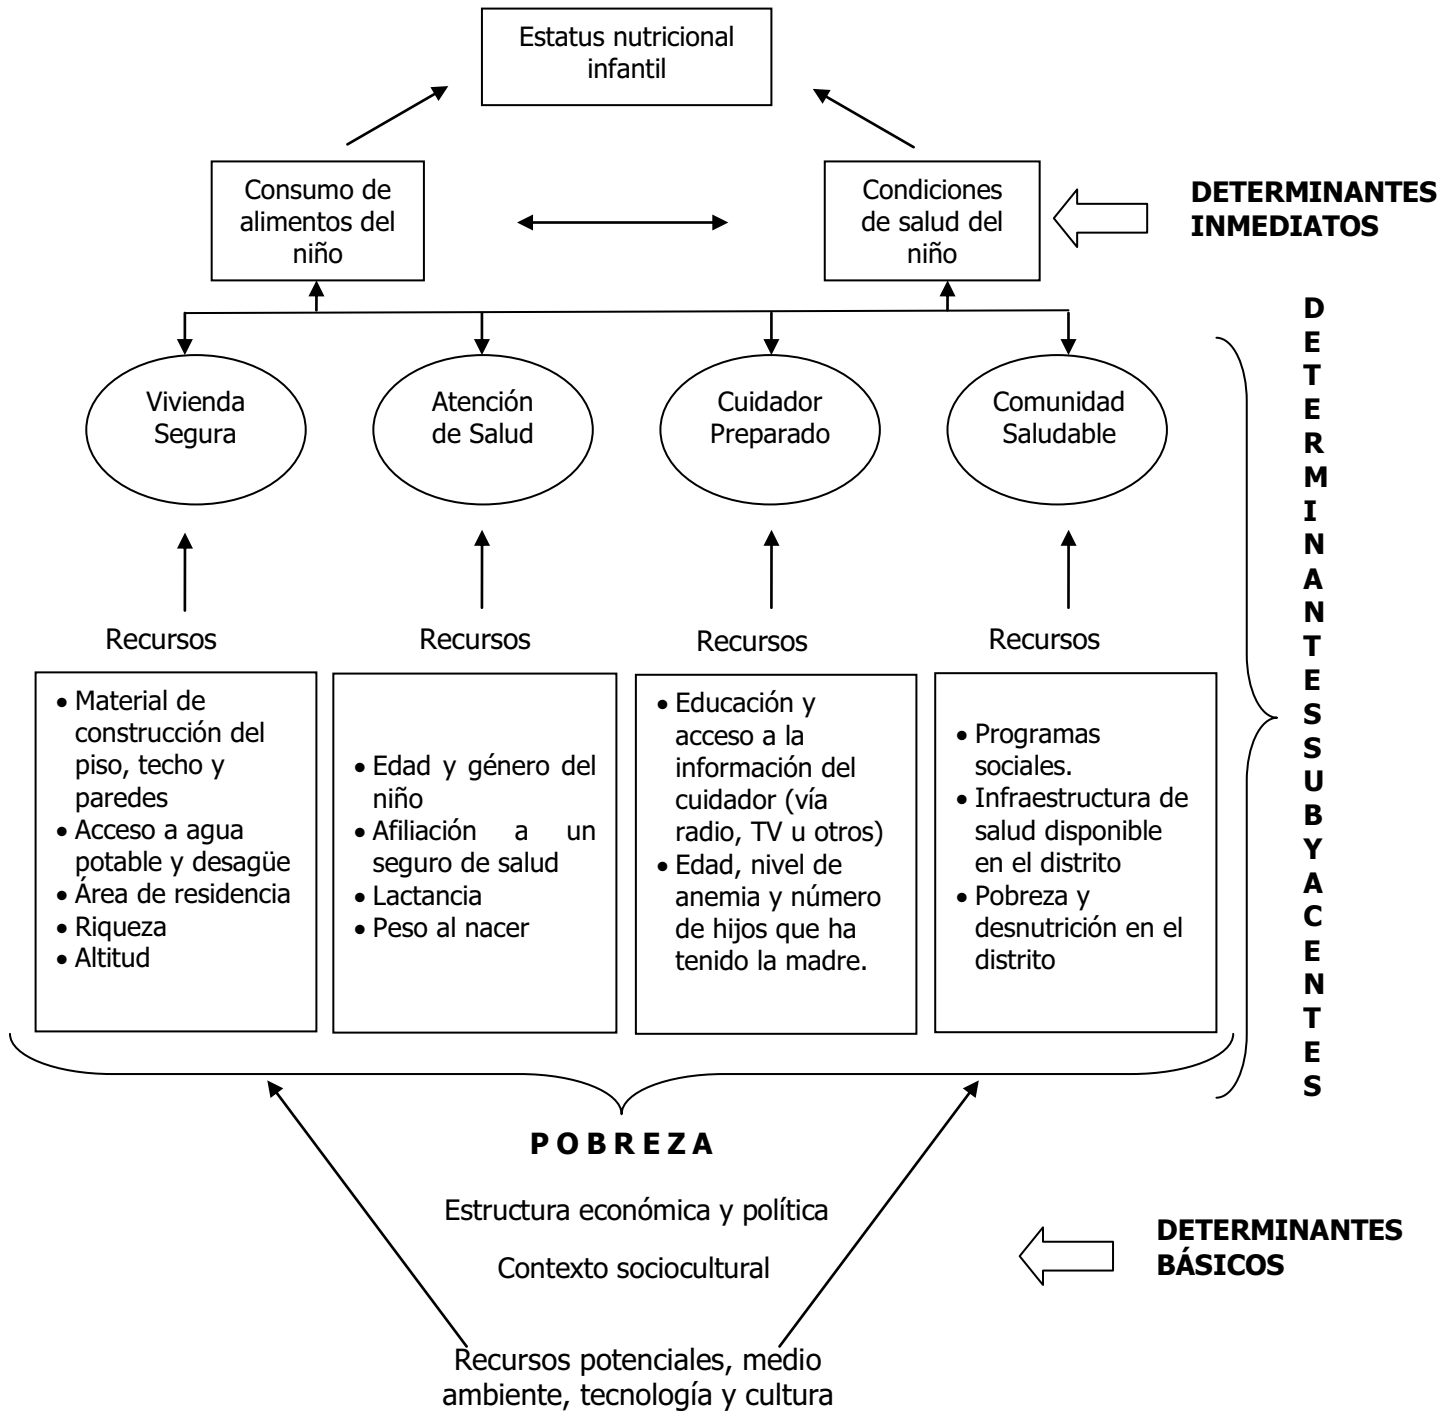 Estatus nutricional
infantil
Consumo de
alimentos del
niño
Condiciones
de salud del
niño
DETERMINANTES
INMEDIATOS
Vivienda
Segura
Atención
de Salud
Cuidador
Preparado
Comunidad
Saludable
Recursos
Recursos
Recursos
Recursos
• Material de
construcción del
piso, techo y
paredes
• Acceso a agua
potable y desagüe
• Área de residencia
• Riqueza
• Altitud
• Edad y género del
niño
• Afiliación a un
seguro de salud
• Lactancia
• Peso al nacer
• Educación y
acceso a la
información del
cuidador (vía
radio, TV u otros)
• Edad, nivel de
anemia y número
de hijos que ha
tenido la madre.
• Programas
sociales.
• Infraestructura de
salud disponible
en el distrito
• Pobreza y
desnutrición en el
distrito
D
E
T
E
R
M
I
N
A
N
T
E
S
S
U
B
Y
A
C
E
N
T
E
S
P O B R E Z A
Estructura económica y política
Contexto sociocultural
DETERMINANTES
BÁSICOS
Recursos potenciales, medio
ambiente, tecnología y cultura